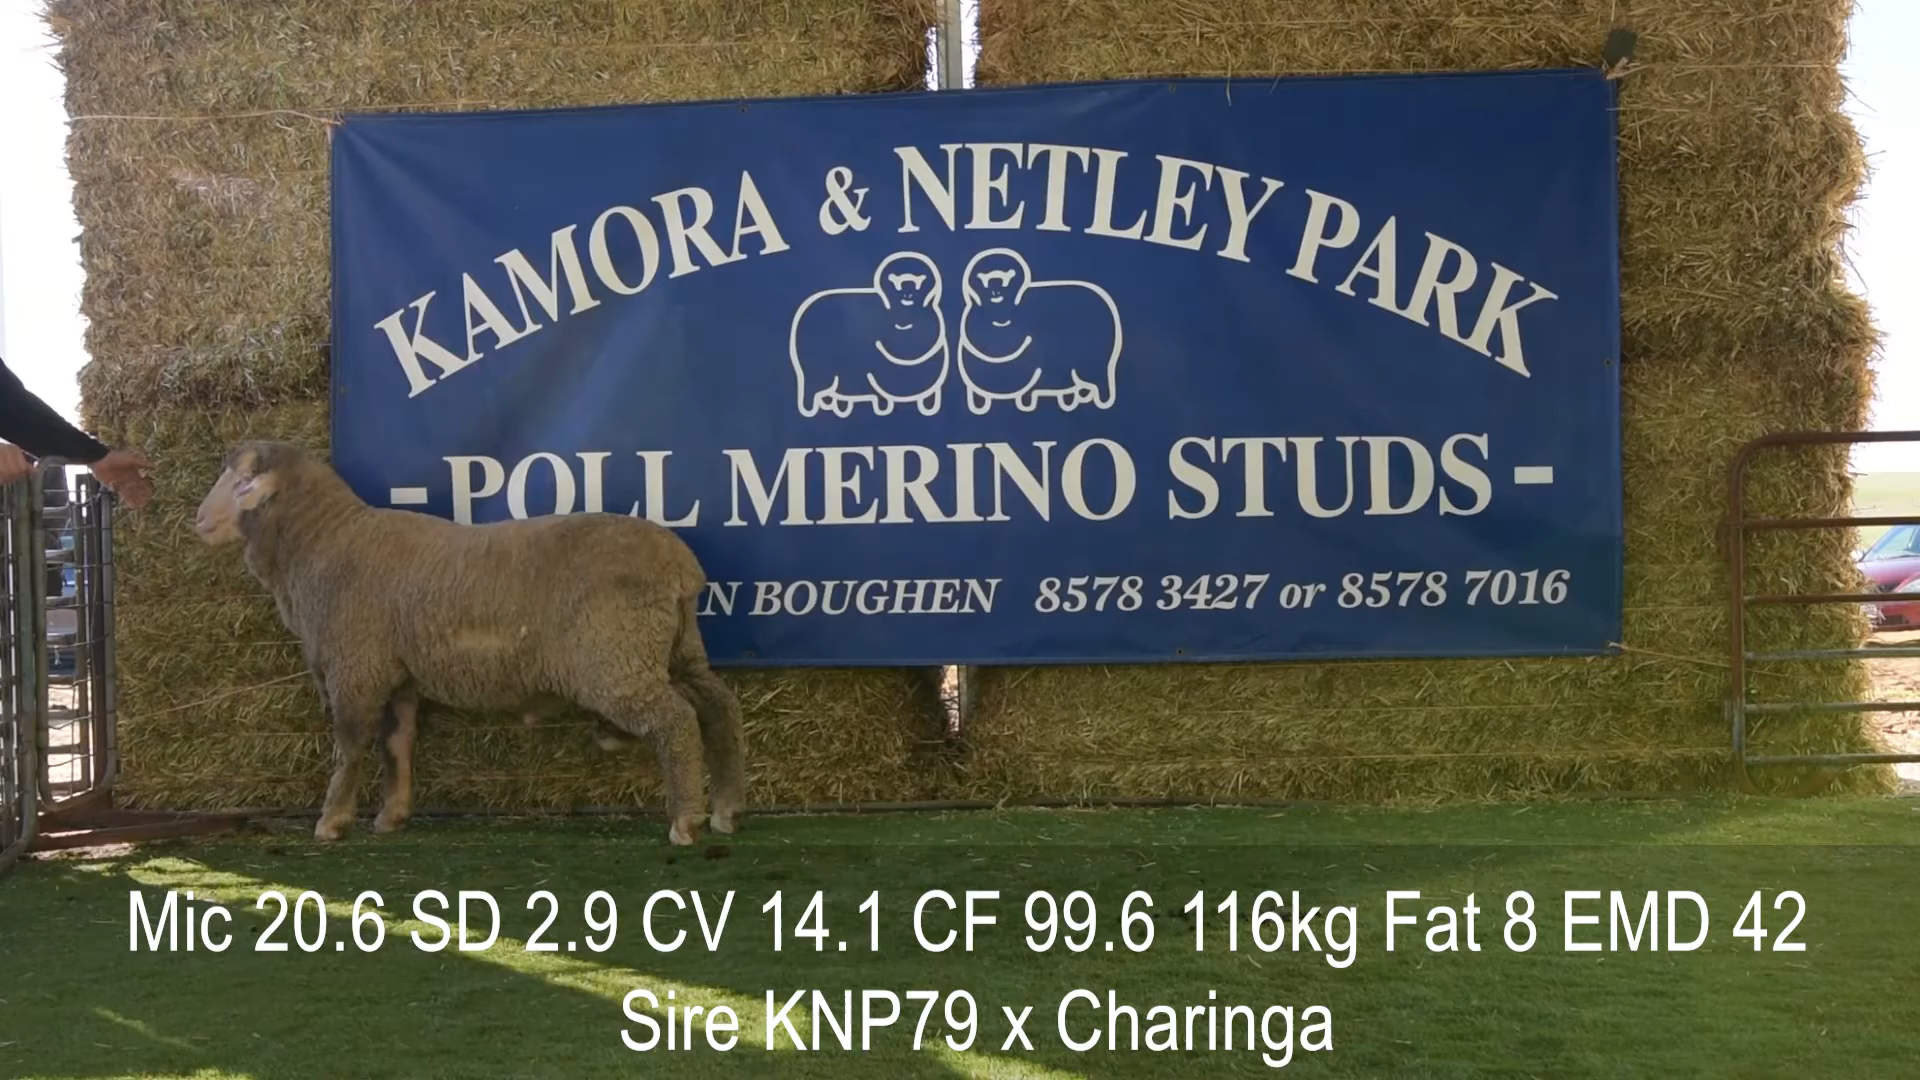 KAMORA & NETLEY PARK
- POLL MERINO STUDS -
BOUGHEN 8578 3427 or 8578 7016
Mic 20.6 SD 2.9 CV 14.1 CF 99.6 116kg Fat 8 EMD 42
Sire KNP79 x Charinga